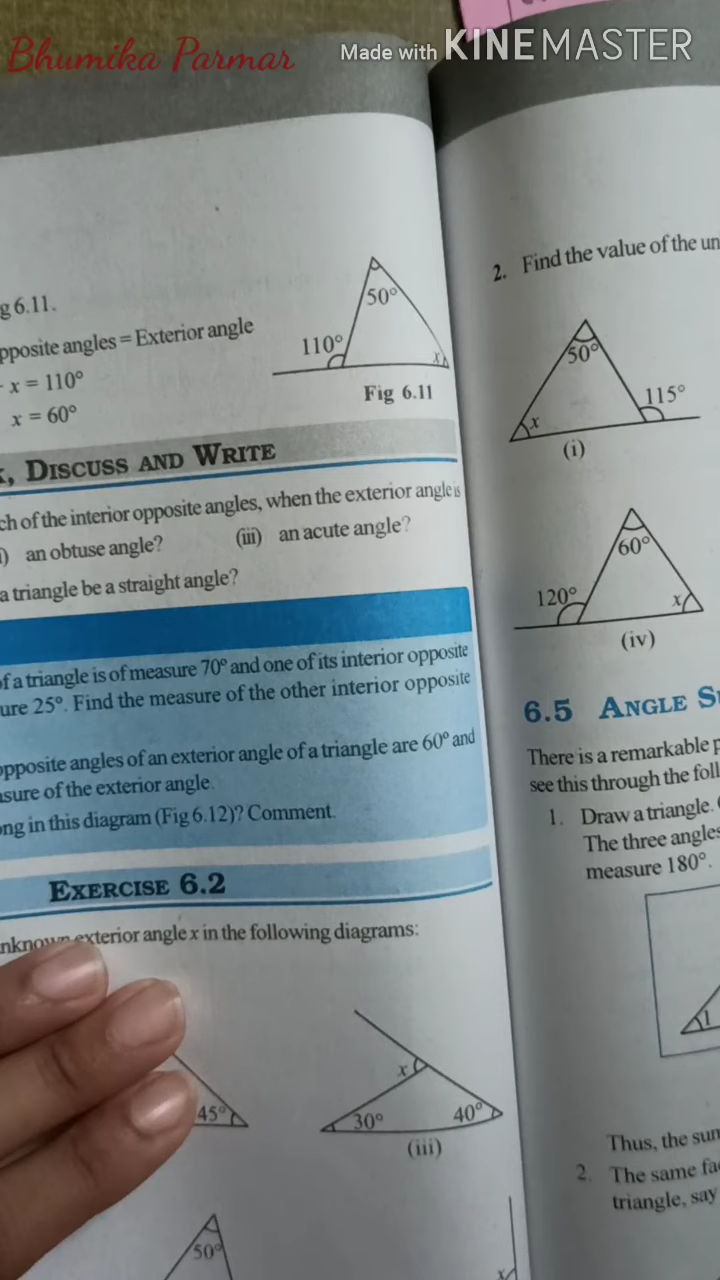 Bhumika Parmar
Made with KINEMASTER
g 6.11.
pposite angles = Exterior angle
x = 110°
x = 60°
50°
110°
x
Fig 6.11
, DISCUSS AND WRITE
ch of the interior opposite angles, when the exterior angle is
i) an obtuse angle? (iii) an acute angle?
a triangle be a straight angle?
f a triangle is of measure 70° and one of its interior opposite
ure 25°. Find the measure of the other interior opposite
opposite angles of an exterior angle of a triangle are 60° and
asure of the exterior angle.
ong in this diagram (Fig 6.12)? Comment.
EXERCISE 6.2
nknown exterior angle x in the following diagrams:
45°
x
30° 40°
(iii)
50°
x
2. Find the value of the un
50°
115°
x
(i)
60°
120°
x
(iv)
6.5 ANGLE S
There is a remarkable p
see this through the foll
1. Draw a triangle.
The three angles
measure 180°.
1
Thus, the sum
2. The same fa
triangle, say